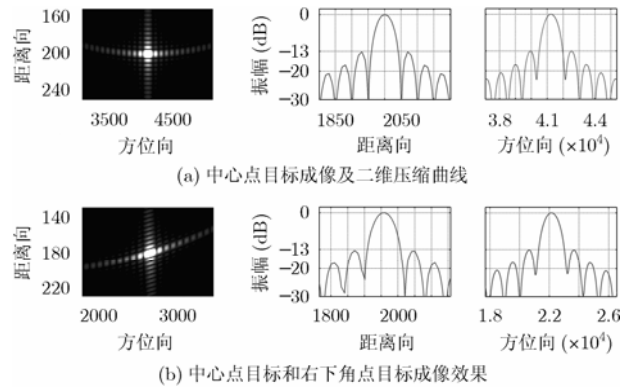 距离向
160
200
240
3500 4500
方位向
振幅 (dB)
0
−13
−20
−30
1850 2050
距离向
3.8 4.1 4.4
方位向 (×10⁴)
(a) 中心点目标成像及二维压缩曲线
距离向
140
180
220
2000 3000
方位向
振幅 (dB)
0
−13
−20
−30
1800 2000
距离向
1.8 2.2 2.6
方位向 (×10⁴)
(b) 中心点目标和右下角点目标成像效果